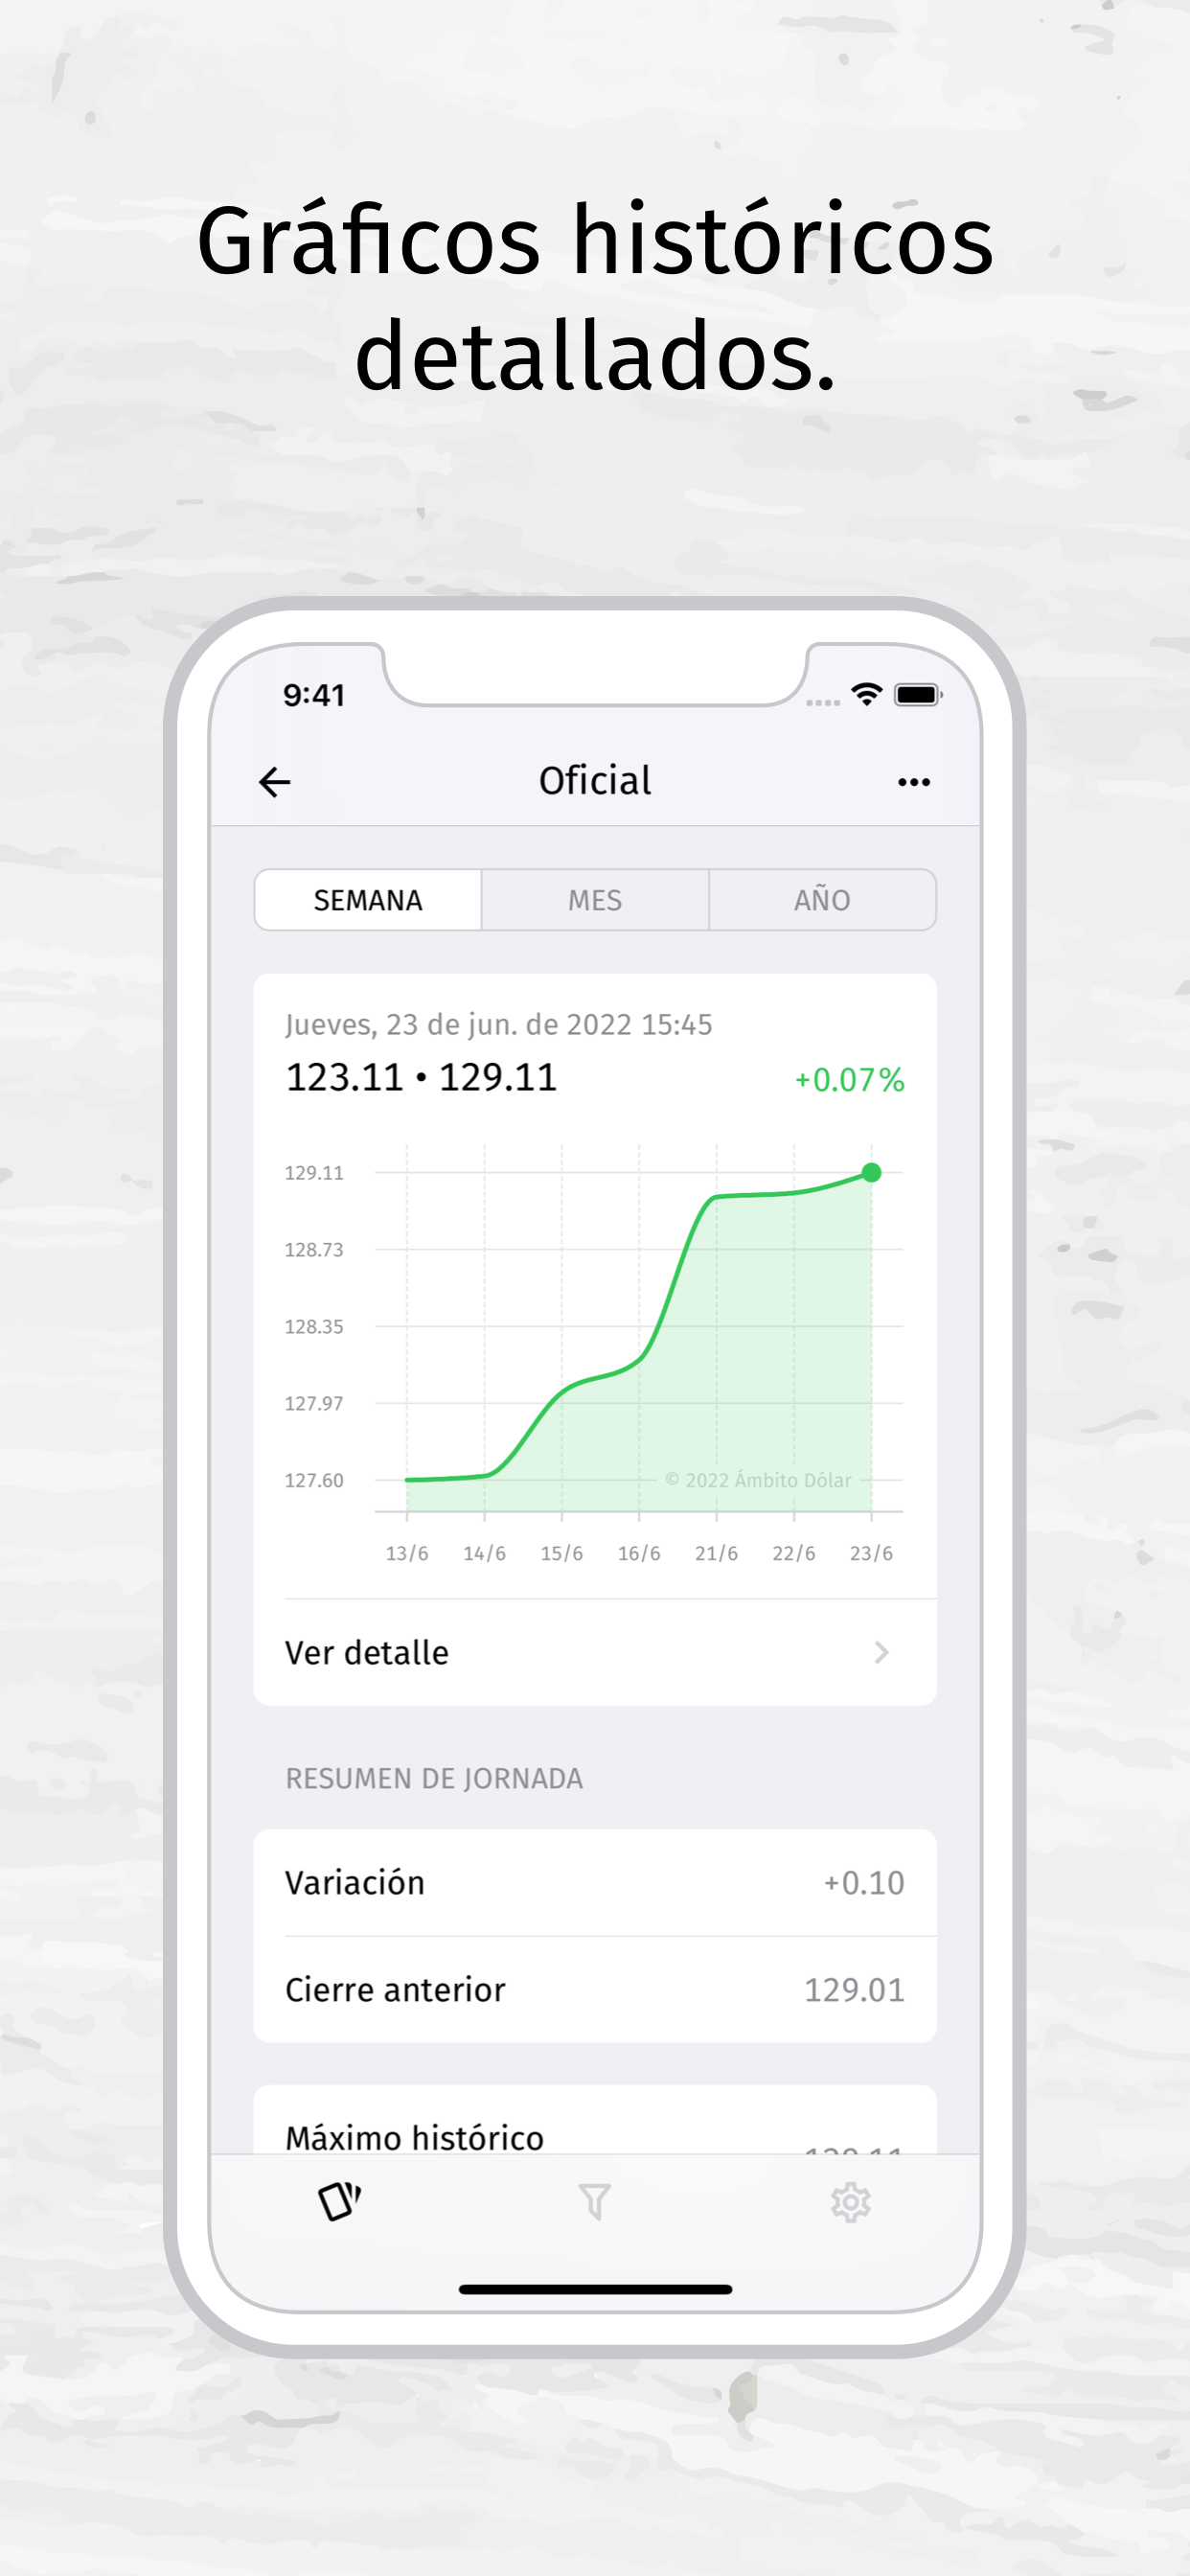 Gráficos históricos
detallados.
9:41
Oficial
SEMANA MES AÑO
Jueves, 23 de jun. de 2022 15:45
123.11 • 129.11 +0.07%
129.11
128.73
128.35
127.97
127.60
© 2022 Ámbito Dólar
13/6 14/6 15/6 16/6 21/6 22/6 23/6
Ver detalle
RESUMEN DE JORNADA
Variación +0.10
Cierre anterior 129.01
Máximo histórico